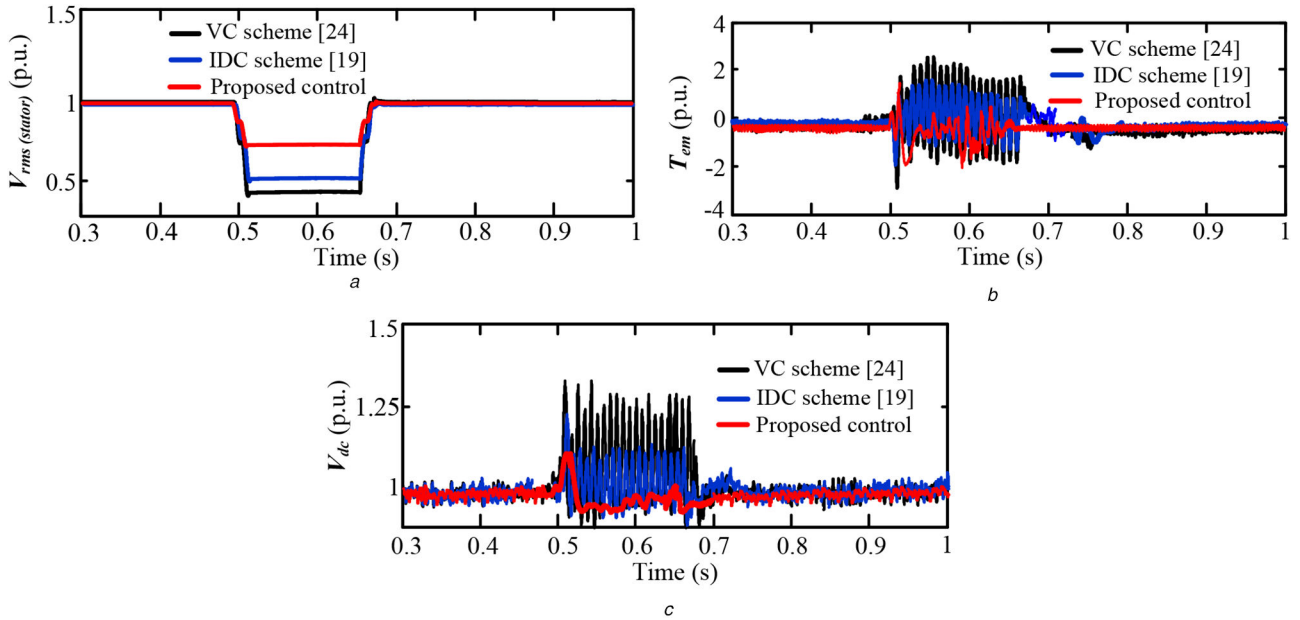 1.5
1
0.5
V_rms (stator) (p.u.)
VC scheme [24]
IDC scheme [19]
Proposed control
0.3 0.4 0.5 0.6 0.7 0.8 0.9 1
Time (s)
a
4
2
0
-2
-4
T_em (p.u.)
VC scheme [24]
IDC scheme [19]
Proposed control
0.3 0.4 0.5 0.6 0.7 0.8 0.9 1
Time (s)
b
1.5
1.25
1
V_dc (p.u.)
VC scheme [24]
IDC scheme [19]
Proposed control
0.3 0.4 0.5 0.6 0.7 0.8 0.9 1
Time (s)
c